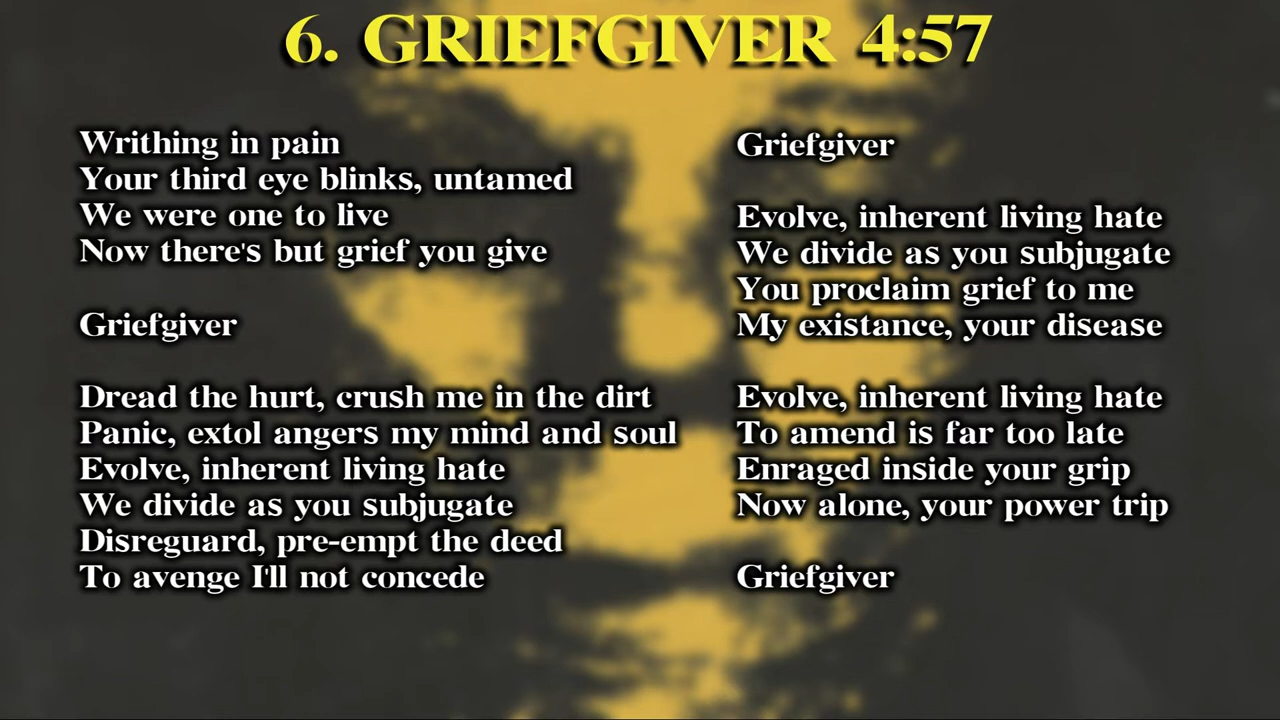 6. GRIEFGIVER 4:57
Writhing in pain
Your third eye blinks, untamed
We were one to live
Now there's but grief you give
Griefgiver
Dread the hurt, crush me in the dirt
Panic, extol angers my mind and soul
Evolve, inherent living hate
We divide as you subjugate
Disreguard, pre-empt the deed
To avenge I'll not concede
Griefgiver
Evolve, inherent living hate
We divide as you subjugate
You proclaim grief to me
My existance, your disease
Evolve, inherent living hate
To amend is far too late
Enraged inside your grip
Now alone, your power trip
Griefgiver